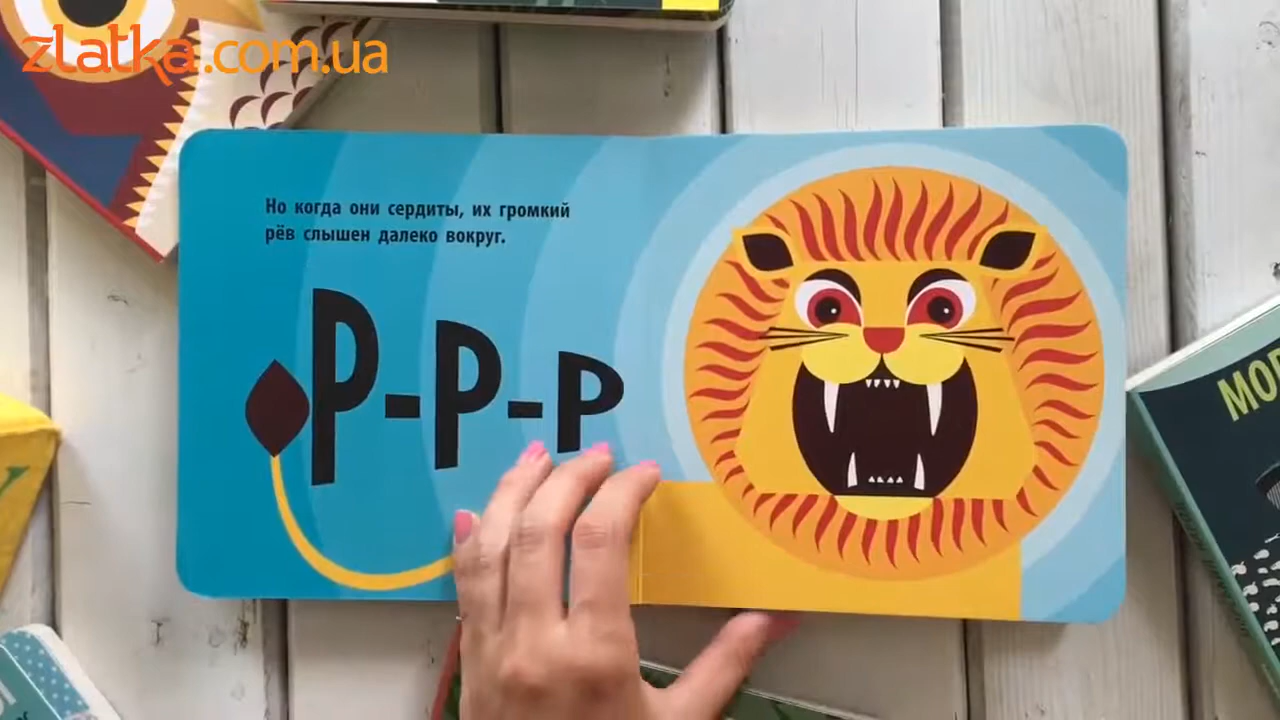 zlatka.com.ua
Но когда они сердиты, их громкий
рёв слышен далеко вокруг.
Р-Р-Р